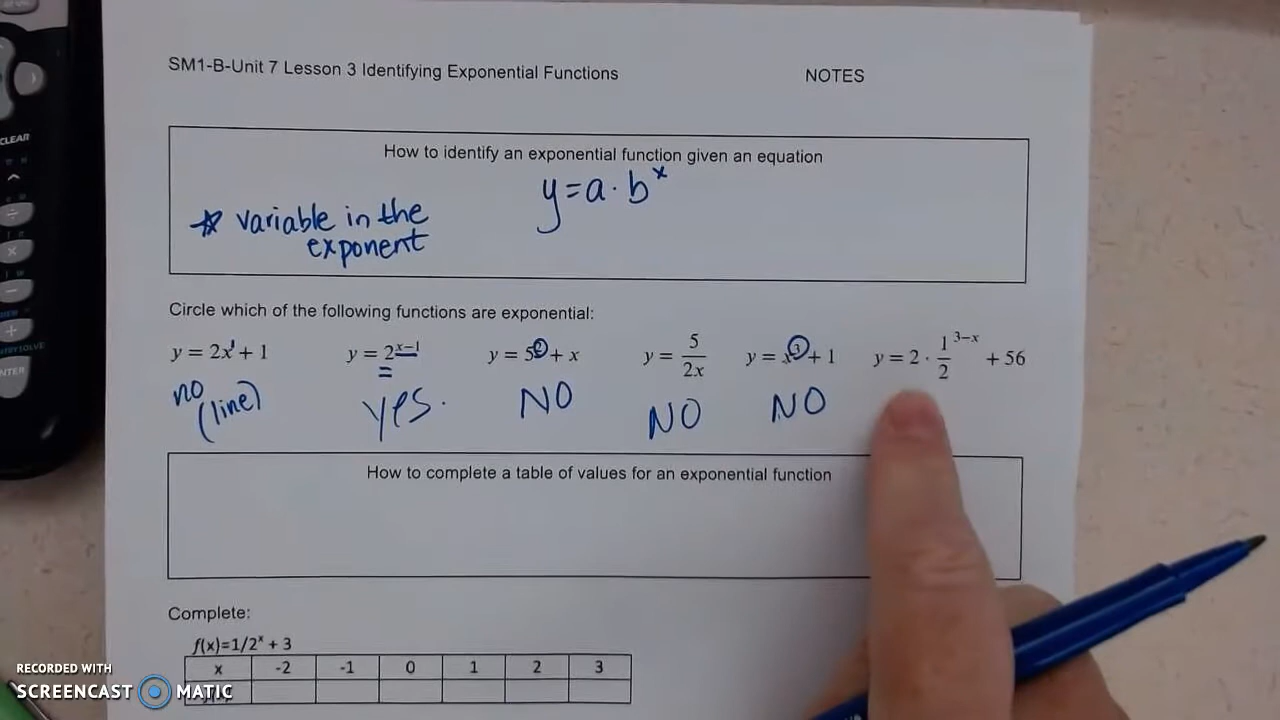 SM1-B-Unit 7 Lesson 3 Identifying Exponential Functions NOTES
CLEAR
How to identify an exponential function given an equation
y=a·b^x
☆ variable in the
exponent
Circle which of the following functions are exponential:
y = 2x^1 + 1 y = 2^(x−1) y = 5^2 + x y = 5/(2x) y = x^3 + 1 y = 2 · 1/2^(3−x) + 56
no
(line)
yes.
NO
NO
NO
ENTER
How to complete a table of values for an exponential function
Complete:
f(x)=1/2^x + 3
x -2 -1 0 1 2 3
RECORDED WITH
SCREENCAST MATIC